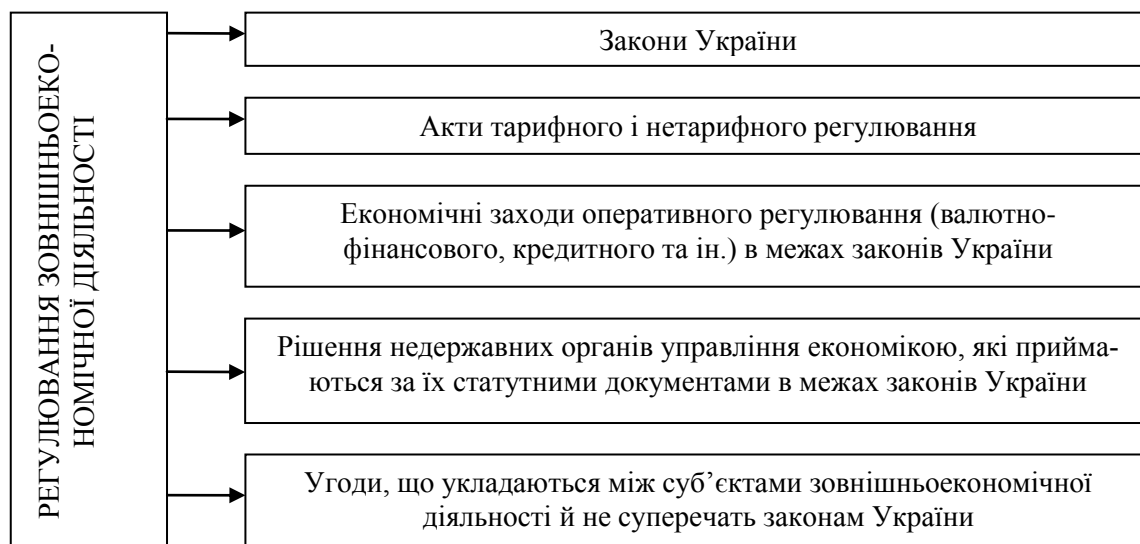 РЕГУЛЮВАННЯ ЗОВНІШНЬОЕКО-
НОМІЧНОЇ ДІЯЛЬНОСТІ
Закони України
Акти тарифного і нетарифного регулювання
Економічні заходи оперативного регулювання (валютно-
фінансового, кредитного та ін.) в межах законів України
Рішення недержавних органів управління економікою, які прийма-
ються за їх статутними документами в межах законів України
Угоди, що укладаються між суб’єктами зовнішньоекономічної
діяльності й не суперечать законам України